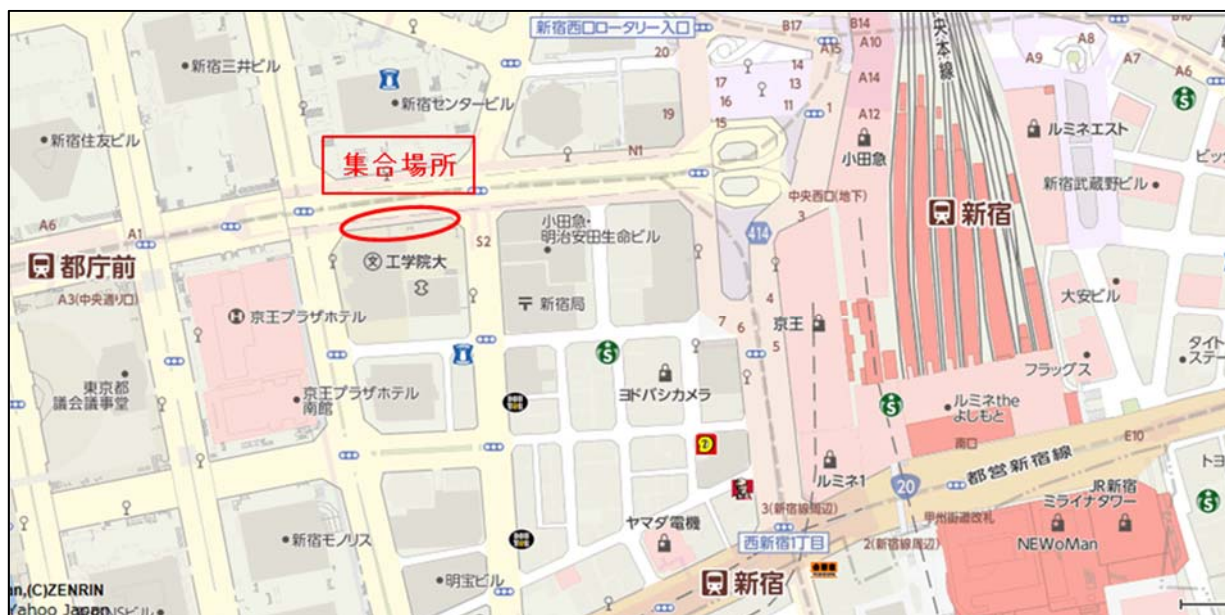 新宿西口ロータリー入口
B17
B14
A15
A10
B10
A8
A9
A7
A6
新宿三井ビル
20
14
17
13
A14
新宿センタービル
16
11
1
A12
19
15
ルミネエスト
新宿住友ビル
N1
小田急
集合場所
新宿武蔵野ビル
中央西口(地下)
3
A6
A1
S2
小田急・
明治安田生命ビル
414
新宿
都庁前
工学院大
A3(中央通り口)
京王プラザホテル
新宿局
4
大安ビル
7
6
京王
5
フラッグス
東京都
議会議事堂
京王プラザホテル
南館
ヨドバシカメラ
ルミネthe
よしもと
南口
E10
都営新宿線
ルミネ1
20
JR新宿
ミライナタワー
3(新宿線周辺)
甲州街道改札
ヤマダ電機
西新宿1丁目
2(新宿線周辺)
NEWoMan
新宿モノリス
新宿
明宝ビル
n,(C)ZENRIN
Yahoo Japan